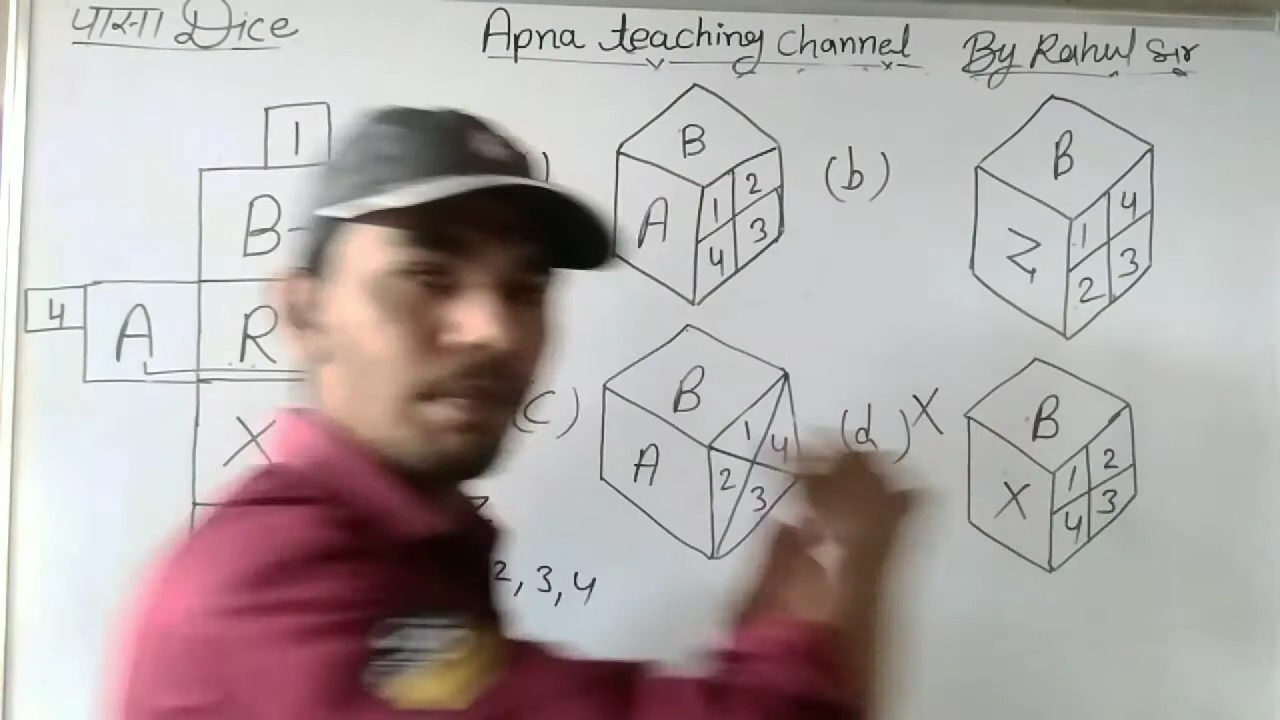 पासा Dice
Apna teaching channel By Rahul Sir
1
B
4 A R
X
B
A 1 2
4 3
(b)
B
Z 1 4
2 3
(c)
B
A 1 4
2 3
(d) X
B
X 1 2
4 3
2, 3, 4